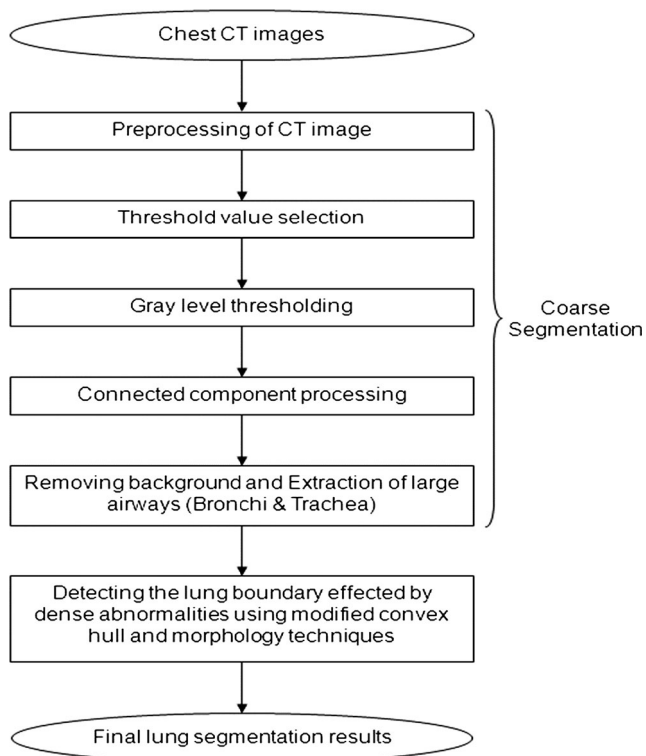 Chest CT images
Preprocessing of CT image
Threshold value selection
Gray level thresholding
Connected component processing
Removing background and Extraction of large
airways (Bronchi & Trachea)
Coarse
Segmentation
Detecting the lung boundary effected by
dense abnormalities using modified convex
hull and morphology techniques
Final lung segmentation results